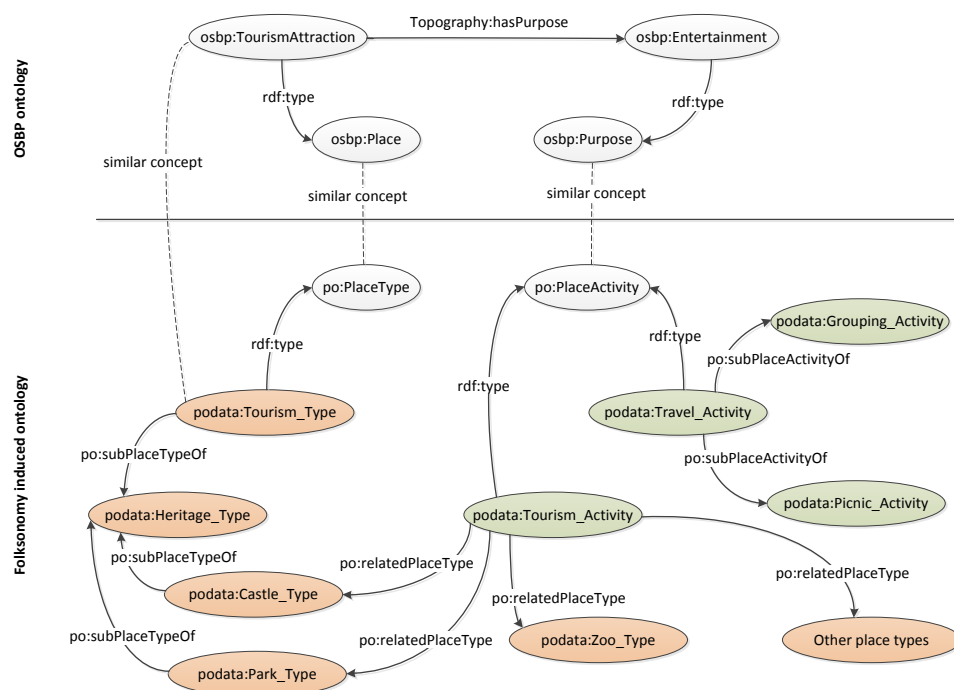 Topography:hasPurpose
osbp:TourismAttraction
osbp:Entertainment
rdf:type
rdf:type
OSBP ontology
osbp:Place
osbp:Purpose
similar concept
similar concept
similar concept
po:PlaceType
po:PlaceActivity
podata:Grouping_Activity
rdf:type
rdf:type
po:subPlaceActivityOf
rdf:type
podata:Tourism_Type
podata:Travel_Activity
po:subPlaceTypeOf
po:subPlaceActivityOf
Folksonomy induced ontology
podata:Heritage_Type
podata:Tourism_Activity
podata:Picnic_Activity
po:subPlaceTypeOf
po:relatedPlaceType
po:relatedPlaceType
podata:Castle_Type
po:relatedPlaceType
po:subPlaceTypeOf
po:relatedPlaceType
podata:Zoo_Type
Other place types
podata:Park_Type